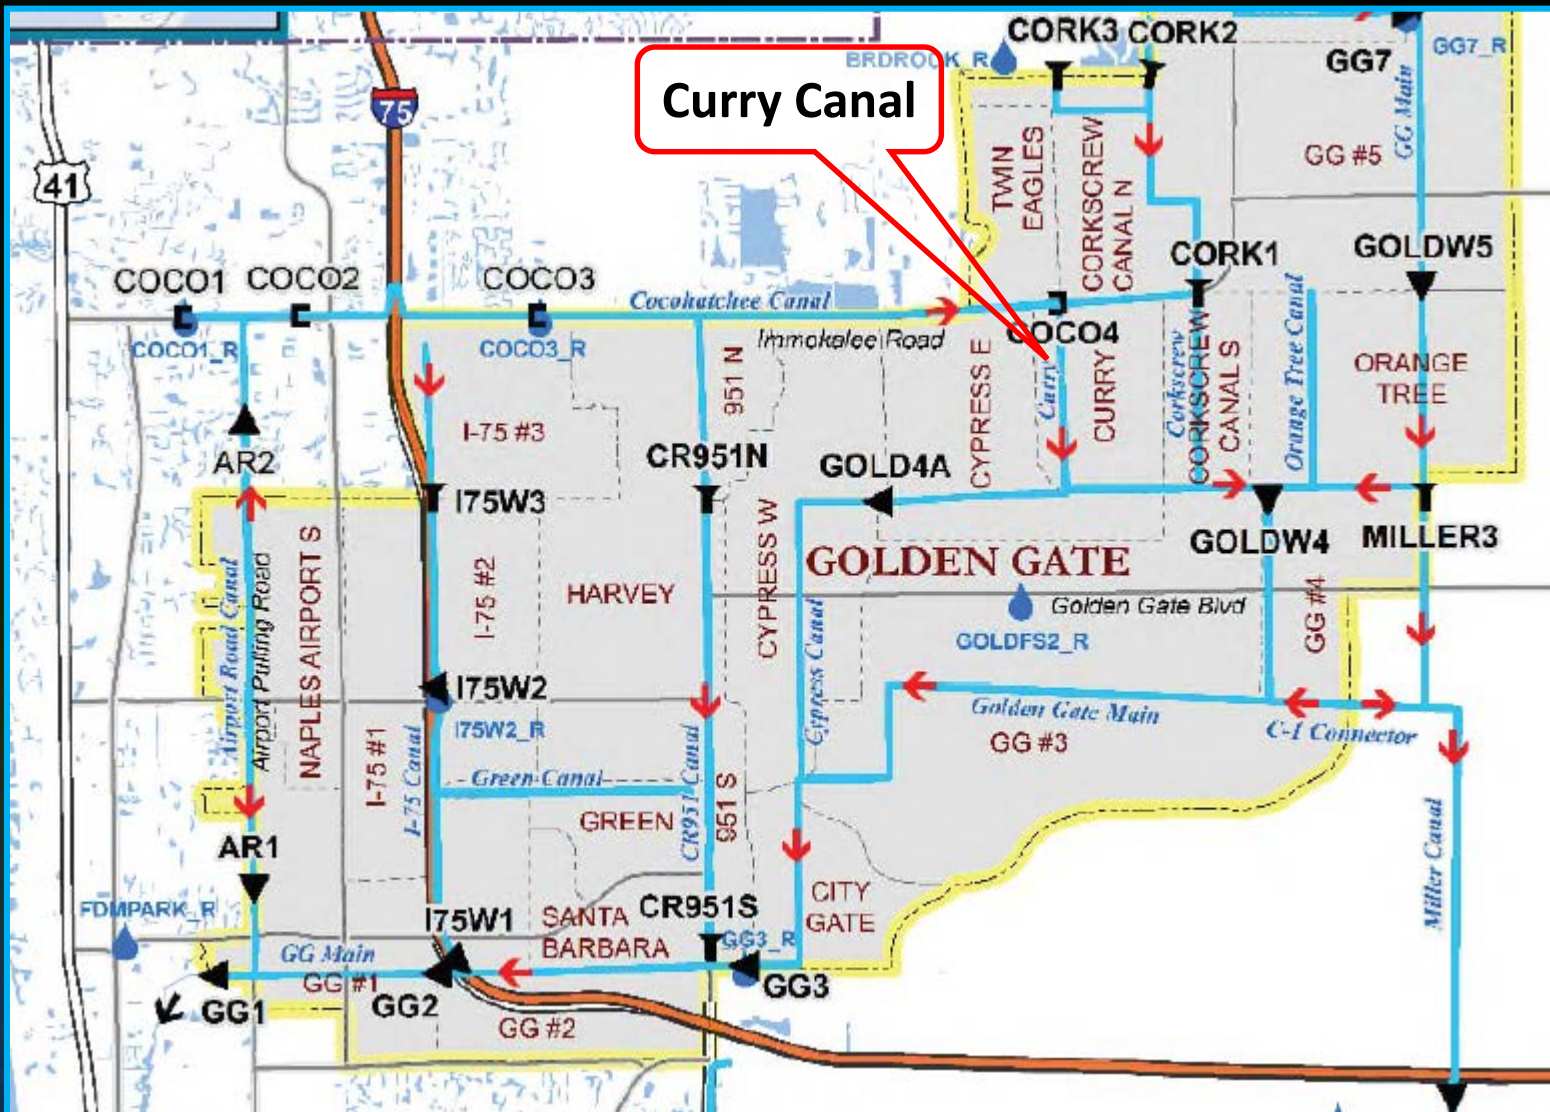 CORK3
CORK2
BRDROCK_R
GG7
GG7_R
75
Curry Canal
GG Main
41
TWIN
EAGLES
CORKSCREW
CANAL N
GG #5
COCO1
COCO2
COCO3
Cocohatchee Canal
CORK1
GOLDW5
COCO1_R
COCO3_R
Immokalee Road
COCO4
951 N
CYPRESS E
Curry
CURRY
Corkscrew
CORKSCREW
CANAL S
Orange Tree Canal
ORANGE
TREE
I-75 #3
AR2
CR951N
GOLD4A
I75W3
GOLDW4
MILLER3
NAPLES AIRPORT S
Airport Road Canal
Airport Pulling Road
I-75 #2
HARVEY
CYPRESS W
GOLDEN GATE
Golden Gate Blvd
GOLDFS2_R
GG #4
I75W2
I75W2_R
Cypress Canal
Golden Gate Main
GG #3
C-1 Connector
I-75 #1
I-75 Canal
Green Canal
GREEN
CR951 Canal
951 S
AR1
Miller Canal
FDMPARK_R
I75W1
SANTA
BARBARA
CR951S
GG3_R
CITY
GATE
GG Main
GG #1
GG1
GG2
GG3
GG #2